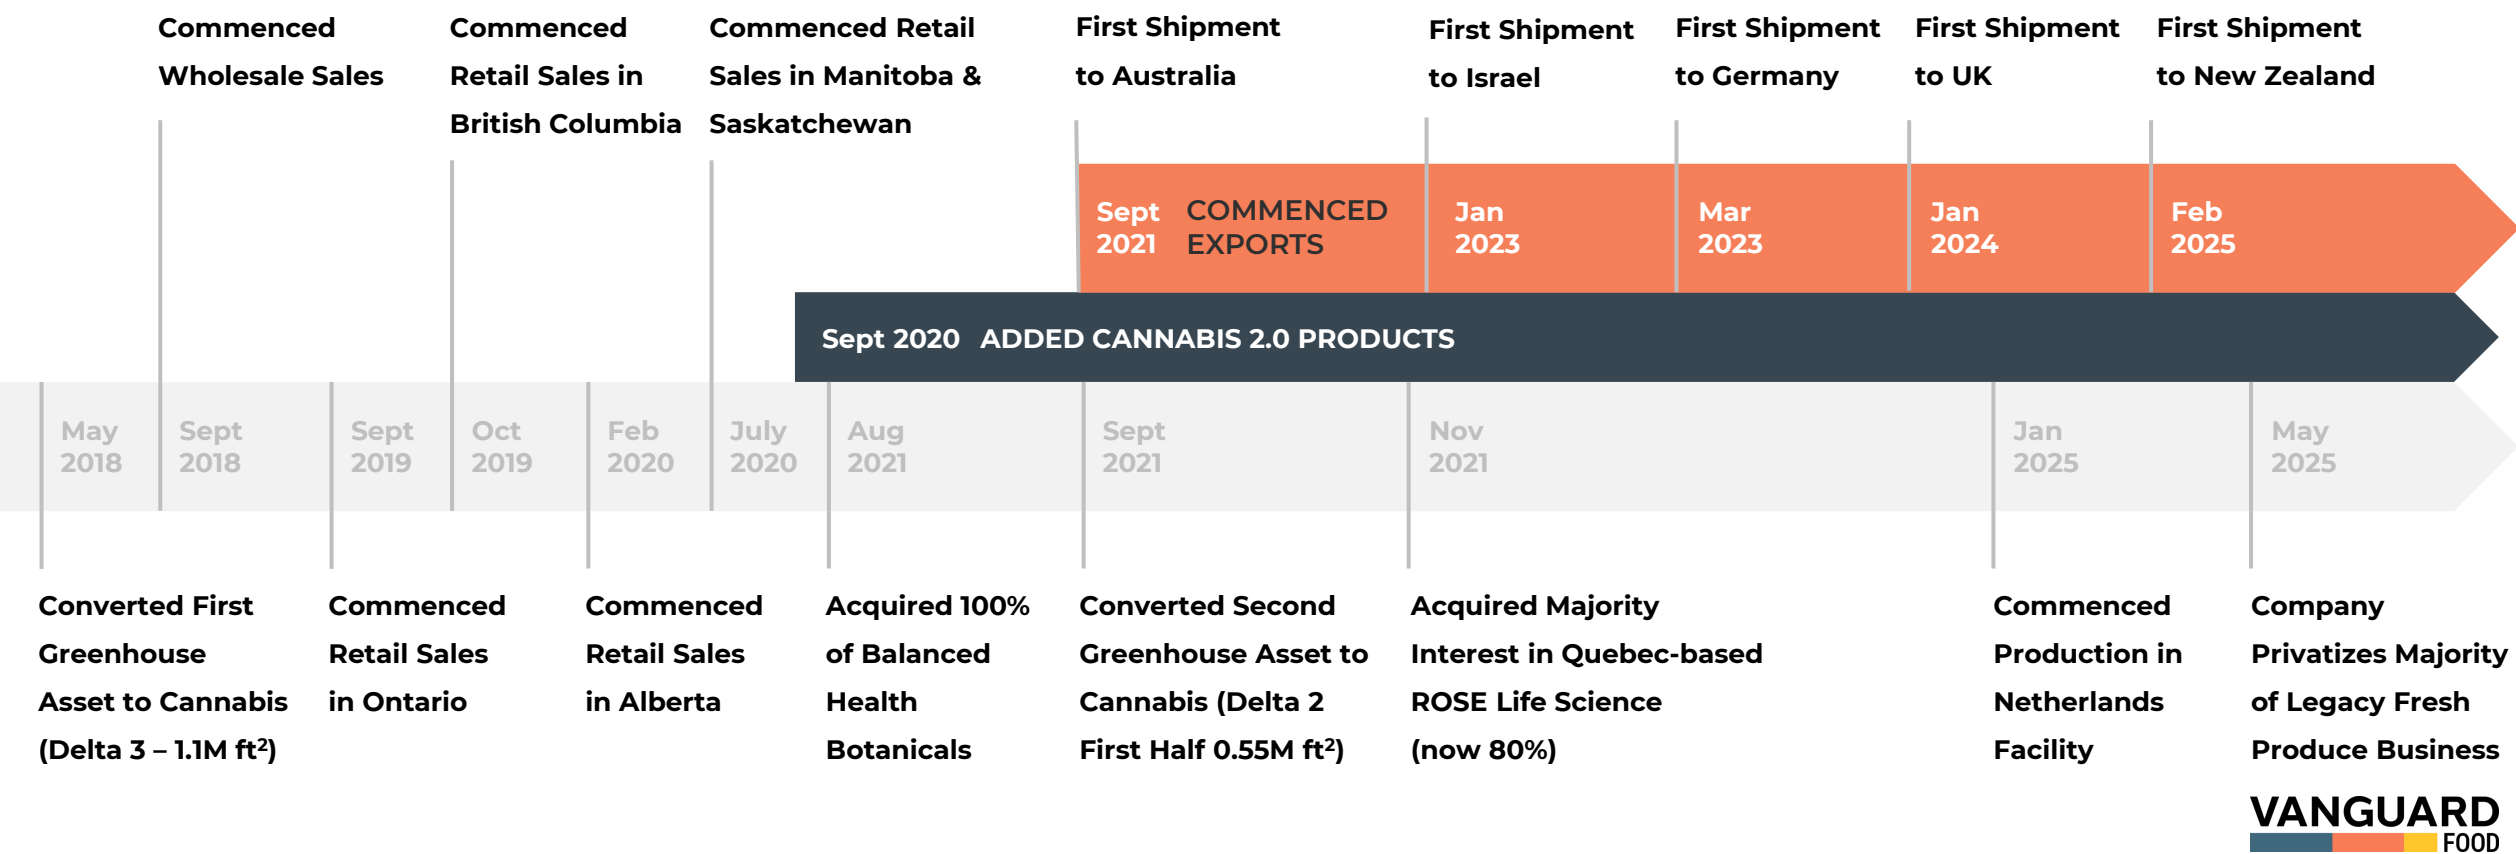 Commenced
Wholesale Sales
Commenced
Retail Sales in
British Columbia
Commenced Retail
Sales in Manitoba &
Saskatchewan
First Shipment
to Australia
First Shipment
to Israel
First Shipment
to Germany
First Shipment
to UK
First Shipment
to New Zealand
Sept
2021
COMMENCED
EXPORTS
Jan
2023
Mar
2023
Jan
2024
Feb
2025
Sept 2020 ADDED CANNABIS 2.0 PRODUCTS
May
2018
Sept
2018
Sept
2019
Oct
2019
Feb
2020
July
2020
Aug
2021
Sept
2021
Nov
2021
Jan
2025
May
2025
Converted First
Greenhouse
Asset to Cannabis
(Delta 3 – 1.1M ft²)
Commenced
Retail Sales
in Ontario
Commenced
Retail Sales
in Alberta
Acquired 100%
of Balanced
Health
Botanicals
Converted Second
Greenhouse Asset to
Cannabis (Delta 2
First Half 0.55M ft²)
Acquired Majority
Interest in Quebec-based
ROSE Life Science
(now 80%)
Commenced
Production in
Netherlands
Facility
Company
Privatizes Majority
of Legacy Fresh
Produce Business
VANGUARD
FOOD